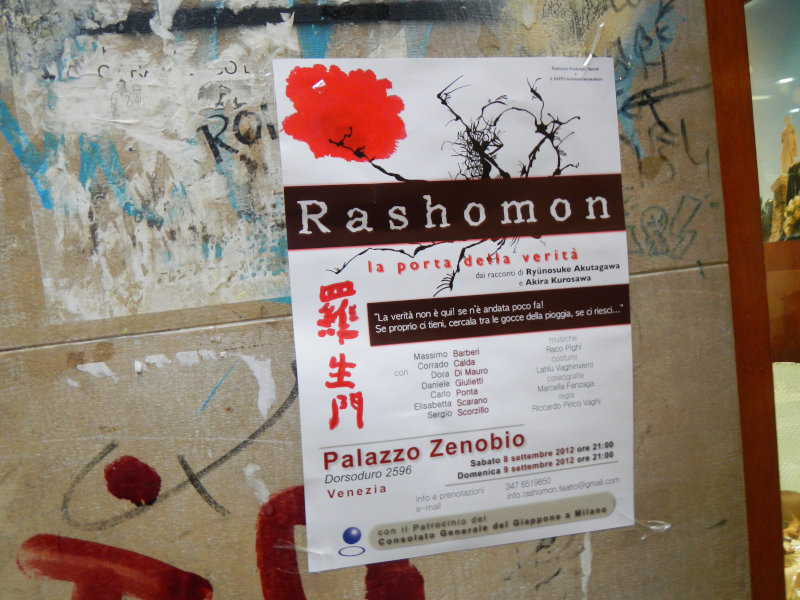 Rashomon
la porta della verità
dai racconti di Ryūnosuke Akutagawa
e Akira Kurosawa
羅生門
"La verità non è qui! se n'è andata poco fa!
Se proprio ci tieni, cercala tra le gocce della pioggia, se ci riesci..."
con
Massimo Barberi
Corrado Calda
Dora Di Mauro
Daniele Giulietti
Carlo Ponta
Elisabetta Scarano
Sergio Scorzillo
musiche
Paco Pighi
costumi
coreografie
Marcella Fanzaga
regia
Riccardo Pirico Vaghi
Palazzo Zenobio
Dorsoduro 2596
Venezia
Sabato 8 settembre 2012 ore 21:00
Domenica 9 settembre 2012 ore 21:00
info e prenotazioni 347 6519850
e-mail info.rashomon.teatro@gmail.com
con il Patrocinio del
Consolato Generale del Giappone a Milano